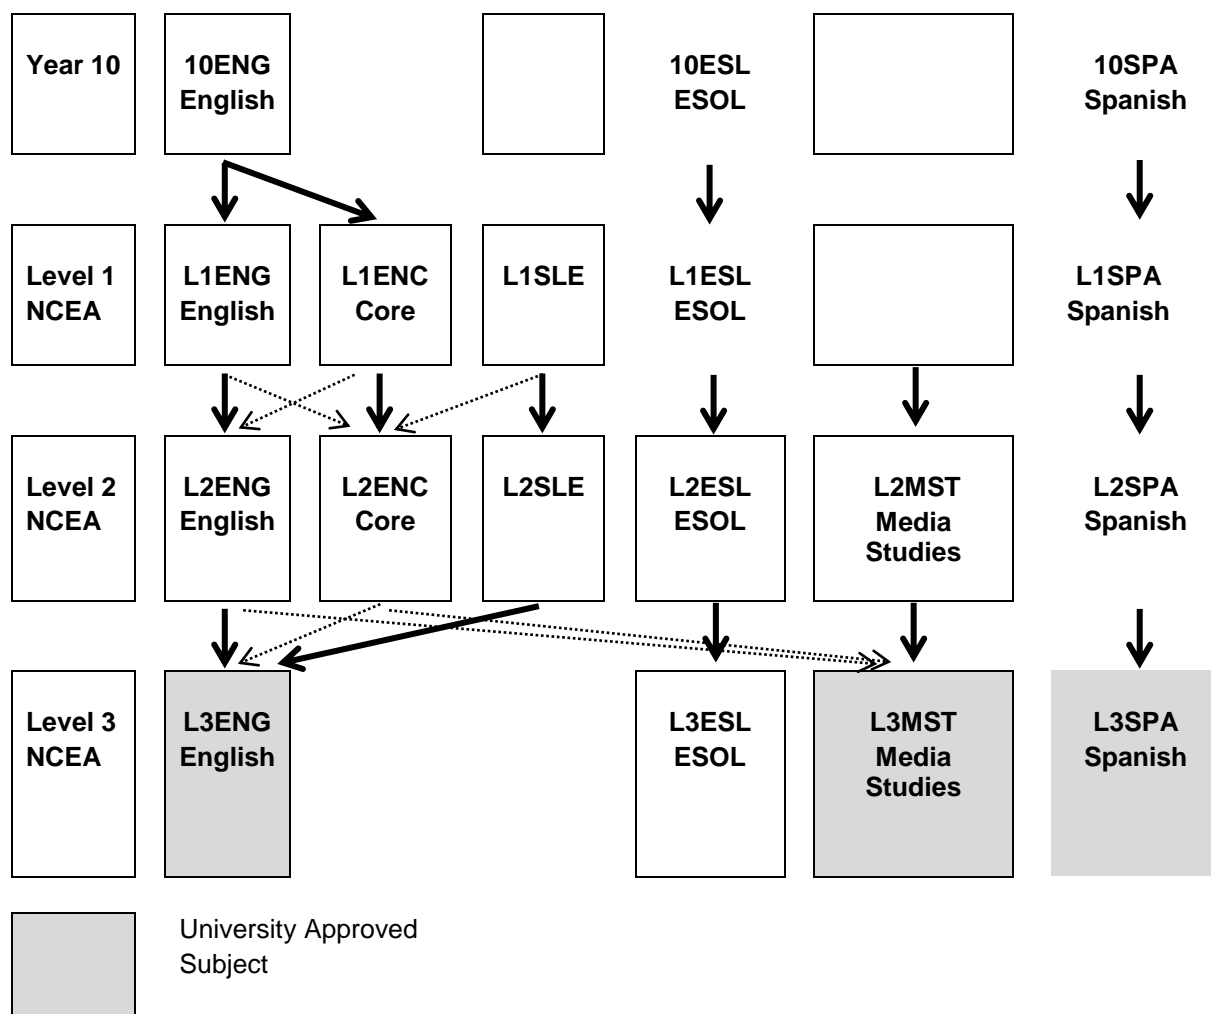 Year 10
10ENG
English
10ESL
ESOL
10SPA
Spanish
Level 1
NCEA
L1ENG
English
L1ENC
Core
L1SLE
L1ESL
ESOL
L1SPA
Spanish
Level 2
NCEA
L2ENG
English
L2ENC
Core
L2SLE
L2ESL
ESOL
L2MST
Media
Studies
L2SPA
Spanish
Level 3
NCEA
L3ENG
English
L3ESL
ESOL
L3MST
Media
Studies
L3SPA
Spanish
University Approved
Subject